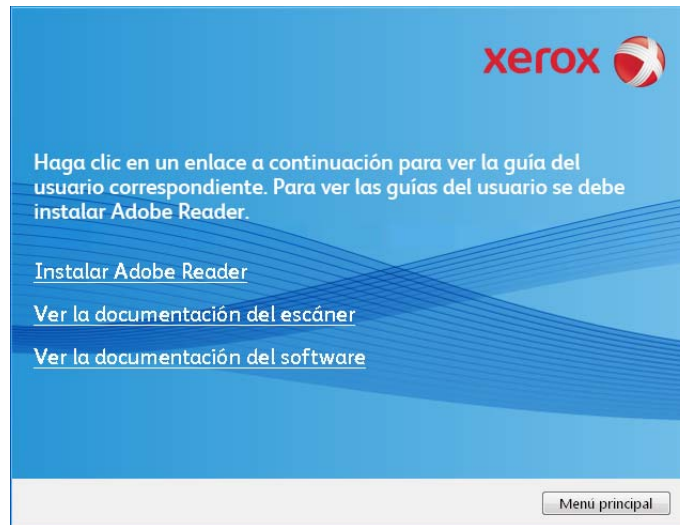 xerox
Haga clic en un enlace a continuación para ver la guía del
usuario correspondiente. Para ver las guías del usuario se debe
instalar Adobe Reader.
Instalar Adobe Reader
Ver la documentación del escáner
Ver la documentación del software
Menú principal